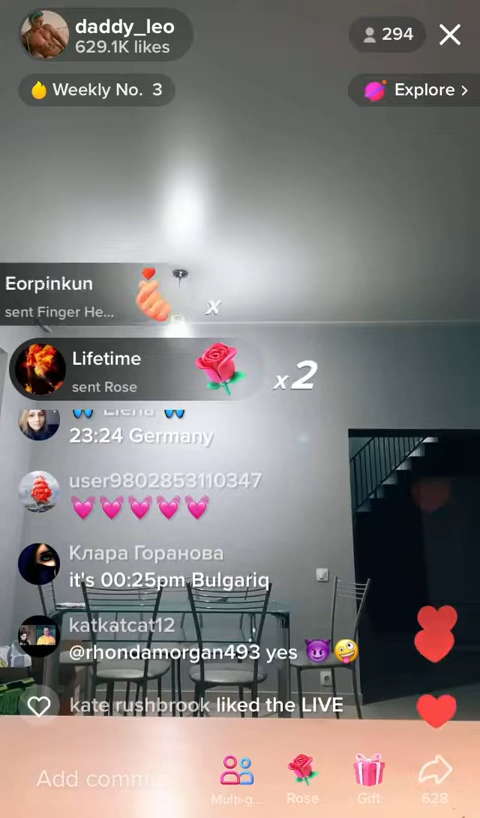 daddy_leo
629.1K likes
294
Weekly No. 3
Explore >
Eorpinkun
sent Finger He...
x
Lifetime
sent Rose
x2
Elena
23:24 Germany
user9802853110347
Клара Горанова
it's 00:25pm Bulgariq
katkatcat12
@rhondamorgan493 yes
kate rushbrook liked the LIVE
Add comm
Multi-g...
Rose
Gift
628